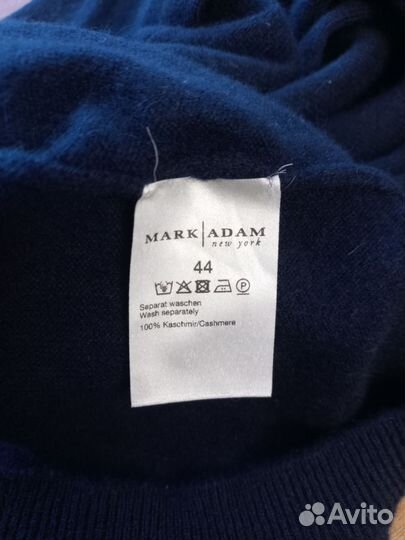 MARK ADAM
new york
44
Separat waschen
Wash separately
100% Kaschmir/Cashmere
Avito